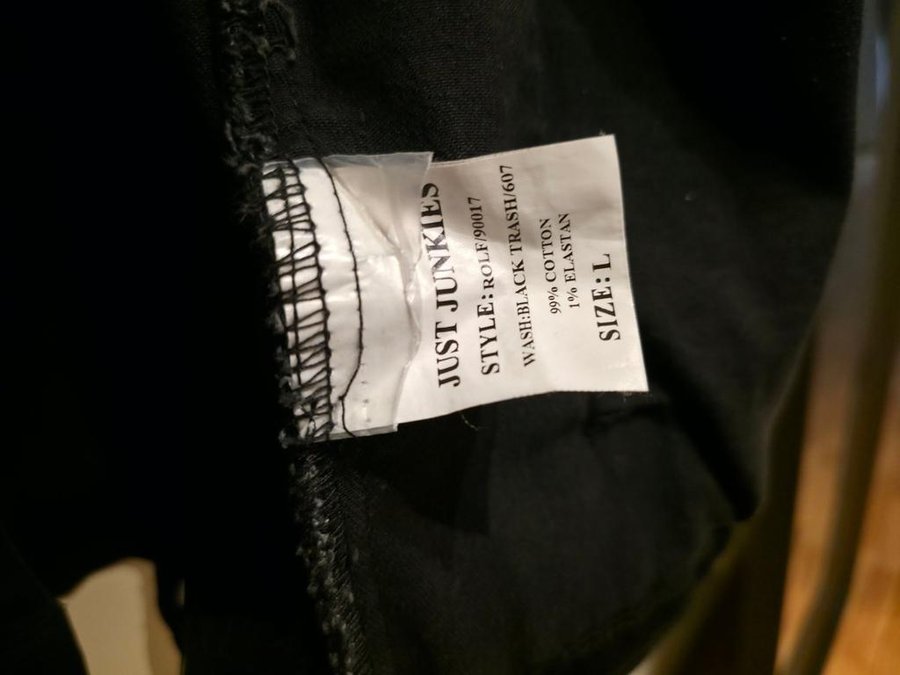 JUST JUNKIES
STYLE:ROLF/90017
WASH:BLACK TRASH/607
99% COTTON
1% ELASTAN
SIZE:L